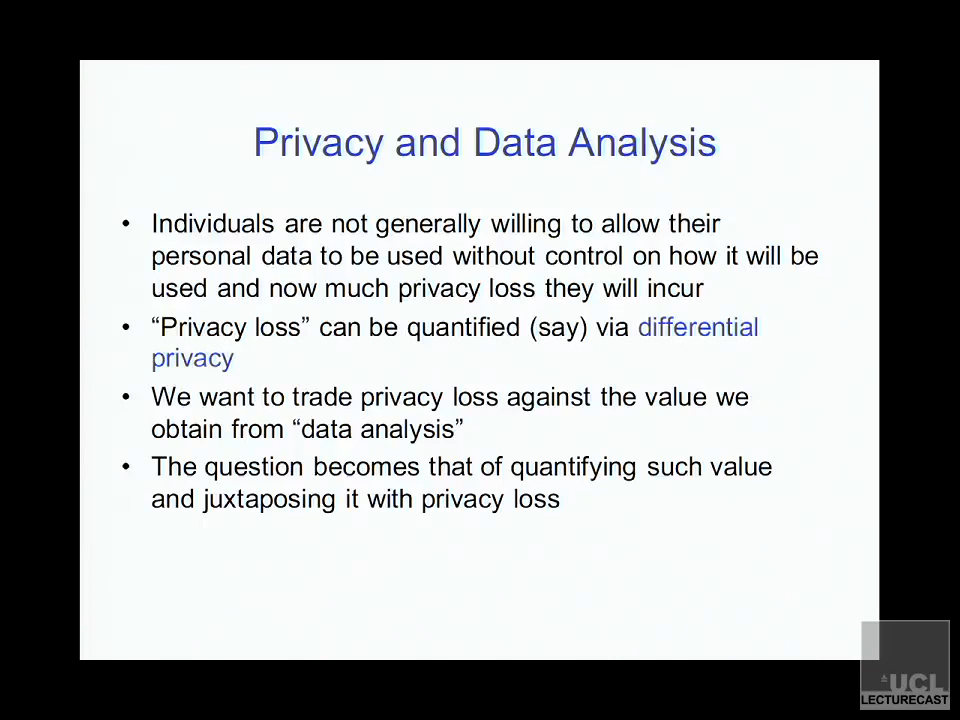 Privacy and Data Analysis
• Individuals are not generally willing to allow their
personal data to be used without control on how it will be
used and now much privacy loss they will incur
• “Privacy loss” can be quantified (say) via differential
privacy
• We want to trade privacy loss against the value we
obtain from “data analysis”
• The question becomes that of quantifying such value
and juxtaposing it with privacy loss
UCL
LECTURECAST